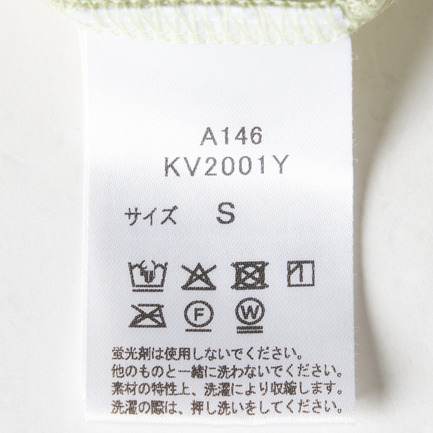 A146
KV2001Y
サイズ S
F W
蛍光剤は使用しないでください。
他のものと一緒に洗わないでください。
素材の特性上、洗濯により収縮します。
洗濯の際は、押し洗いをしてください。